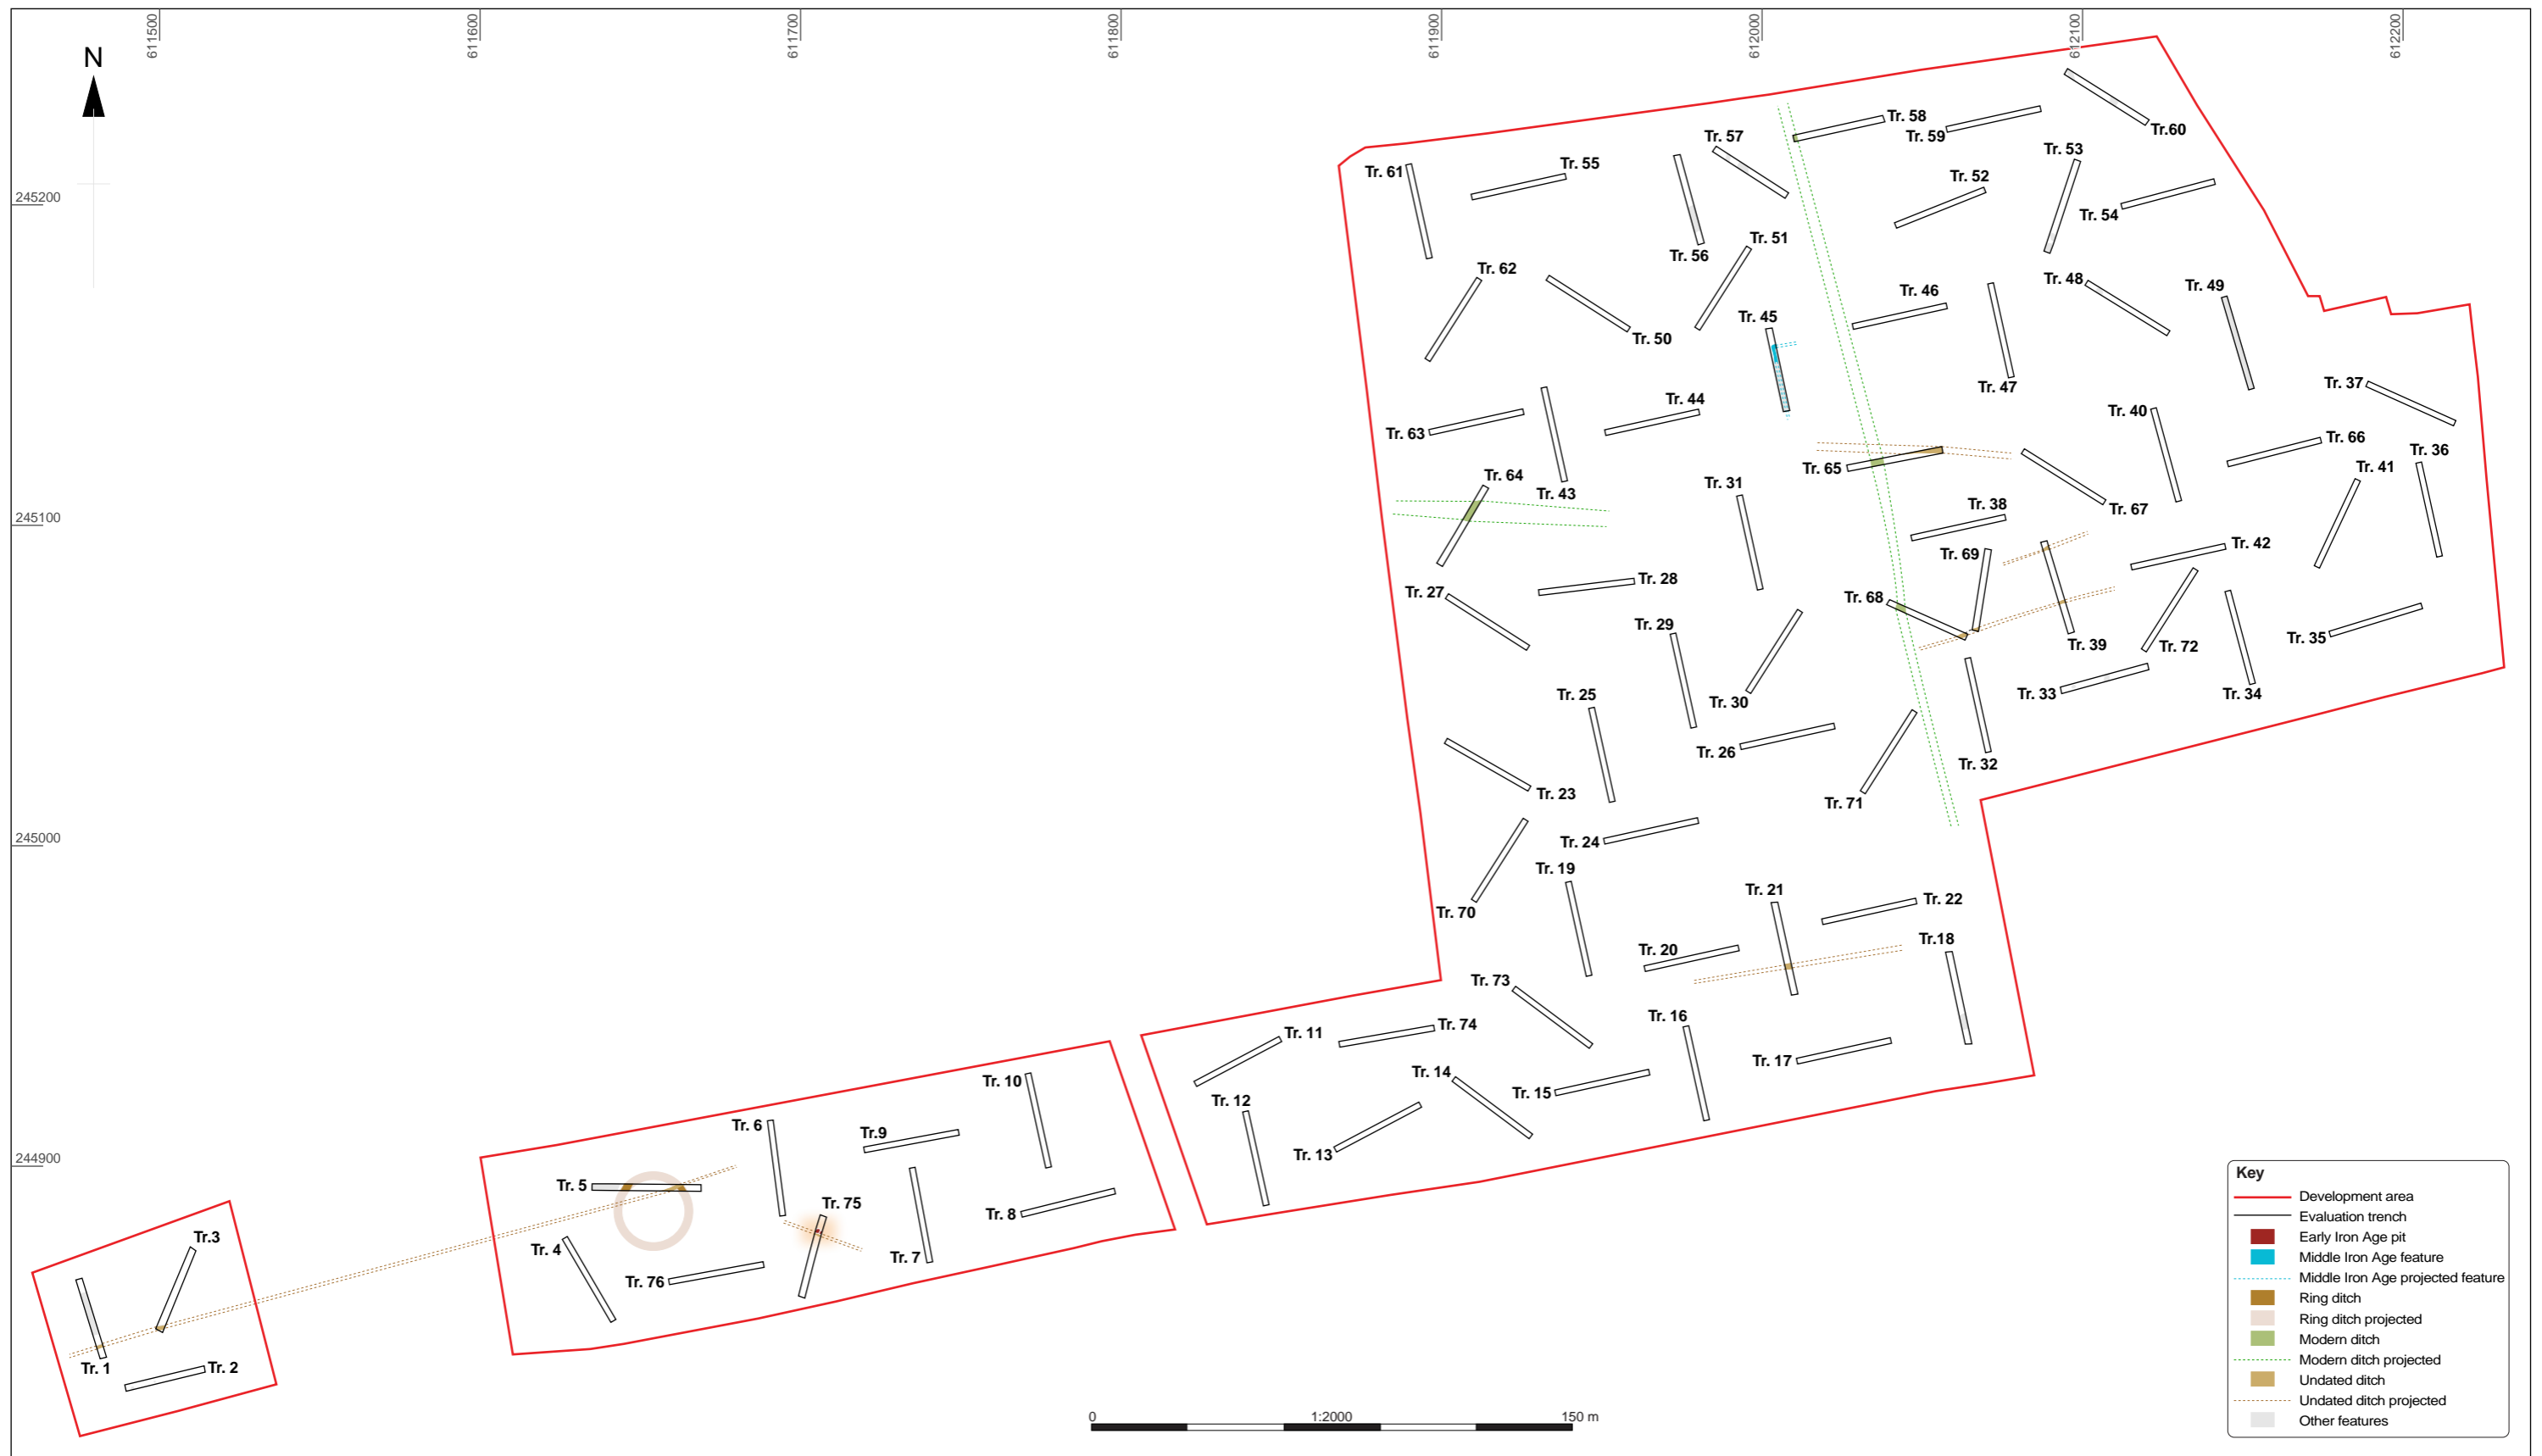 611500
611600
611700
611800
611900
612000
612100
612200
N
245200
245100
245000
244900
Tr. 58
Tr. 59
Tr.60
Tr. 57
Tr. 53
Tr. 61
Tr. 55
Tr. 52
Tr. 54
Tr. 56
Tr. 51
Tr. 62
Tr. 48
Tr. 49
Tr. 46
Tr. 45
Tr. 50
Tr. 47
Tr. 37
Tr. 44
Tr. 40
Tr. 63
Tr. 66
Tr. 36
Tr. 65
Tr. 64
Tr. 41
Tr. 31
Tr. 43
Tr. 38
Tr. 67
Tr. 69
Tr. 42
Tr. 28
Tr. 27
Tr. 68
Tr. 29
Tr. 35
Tr. 39
Tr. 72
Tr. 33
Tr. 34
Tr. 25
Tr. 30
Tr. 26
Tr. 32
Tr. 71
Tr. 23
Tr. 24
Tr. 19
Tr. 21
Tr. 22
Tr. 70
Tr.18
Tr. 20
Tr. 73
Tr. 16
Tr. 74
Tr. 11
Tr. 17
Tr. 14
Tr. 15
Tr. 10
Tr. 12
Tr. 6
Tr.9
Tr. 13
Tr. 5
Tr. 75
Tr. 8
Tr.3
Tr. 4
Tr. 7
Tr. 76
Tr. 1
Tr. 2
0
1:2000
150 m
Key
Development area
Evaluation trench
Early Iron Age pit
Middle Iron Age feature
Middle Iron Age projected feature
Ring ditch
Ring ditch projected
Modern ditch
Modern ditch projected
Undated ditch
Undated ditch projected
Other features